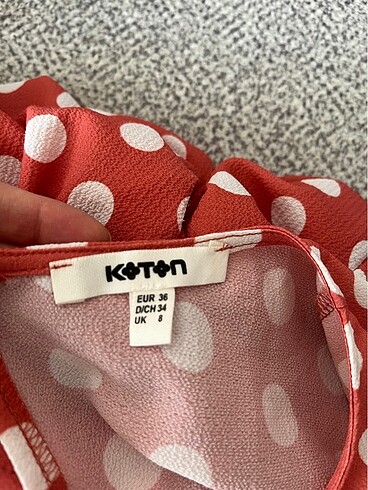 KOTON
EUR 36
D/CH 34
UK 8